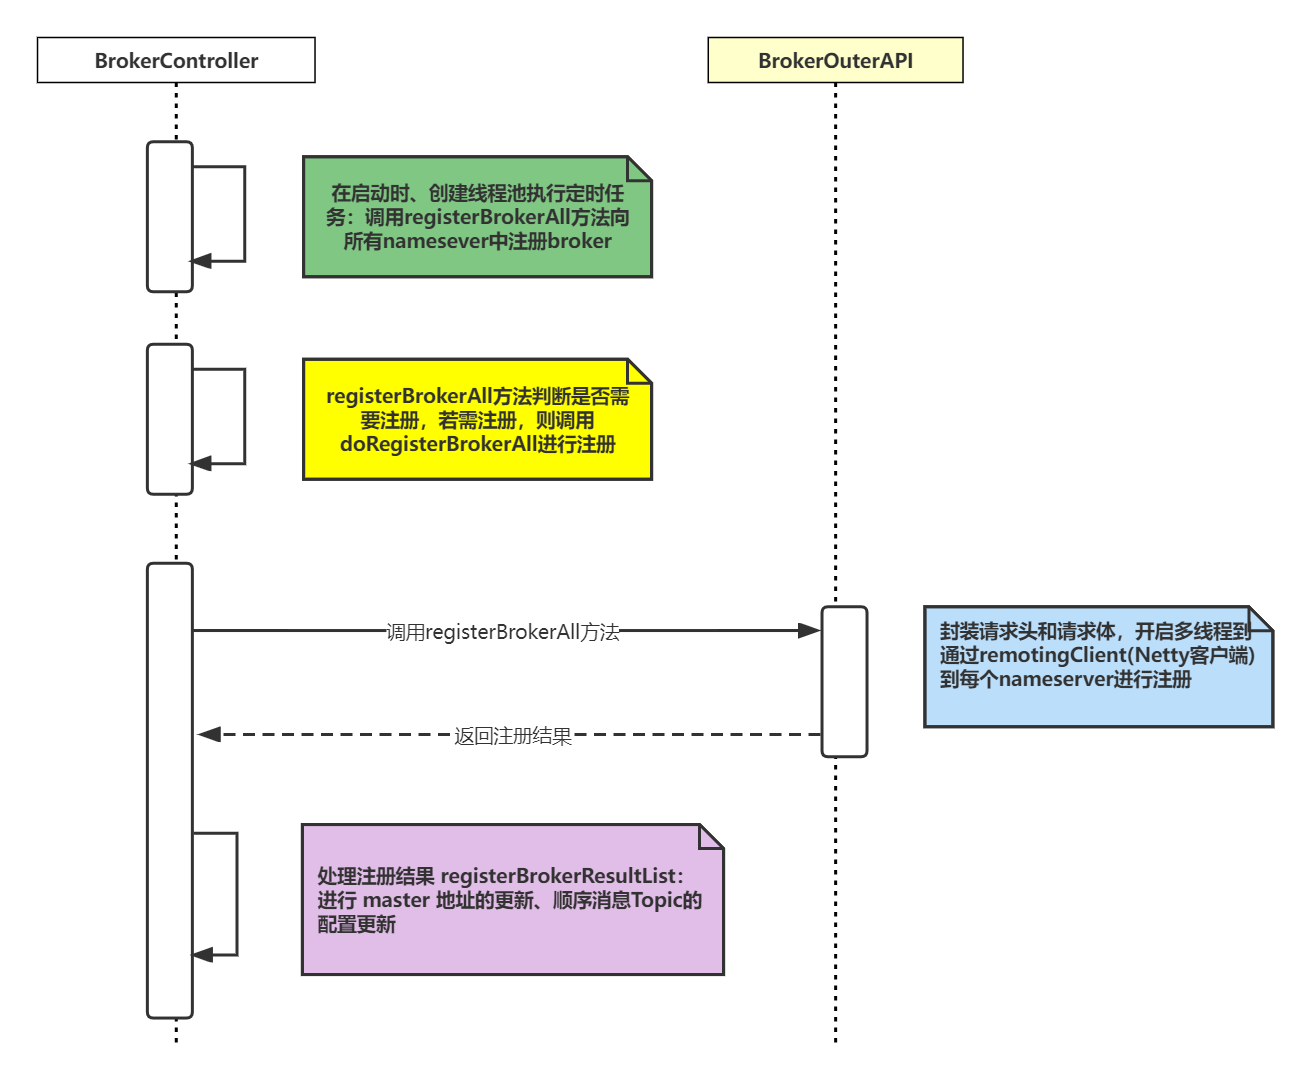 BrokerController
BrokerOuterAPI
在启动时、创建线程池执行定时任
务：调用registerBrokerAll方法向
所有namesever中注册broker
registerBrokerAll方法判断是否需
要注册，若需注册，则调用
doRegisterBrokerAll进行注册
调用registerBrokerAll方法
封装请求头和请求体，开启多线程到
通过remotingClient(Netty客户端)
到每个nameserver进行注册
返回注册结果
处理注册结果 registerBrokerResultList：
进行 master 地址的更新、顺序消息Topic的
配置更新